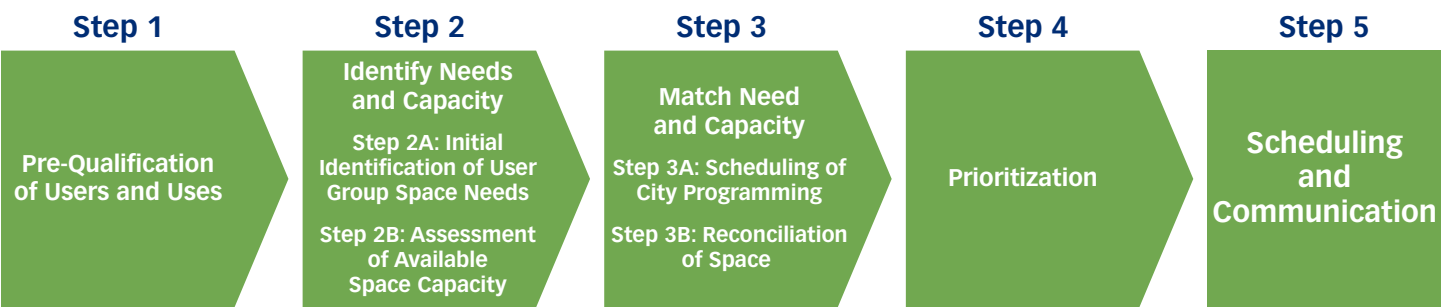 Step 1
Pre-Qualification
of Users and Uses
Step 2
Identify Needs
and Capacity
Step 2A: Initial
Identification of User
Group Space Needs
Step 2B: Assessment
of Available
Space Capacity
Step 3
Match Need
and Capacity
Step 3A: Scheduling of
City Programming
Step 3B: Reconciliation
of Space
Step 4
Prioritization
Step 5
Scheduling
and
Communication